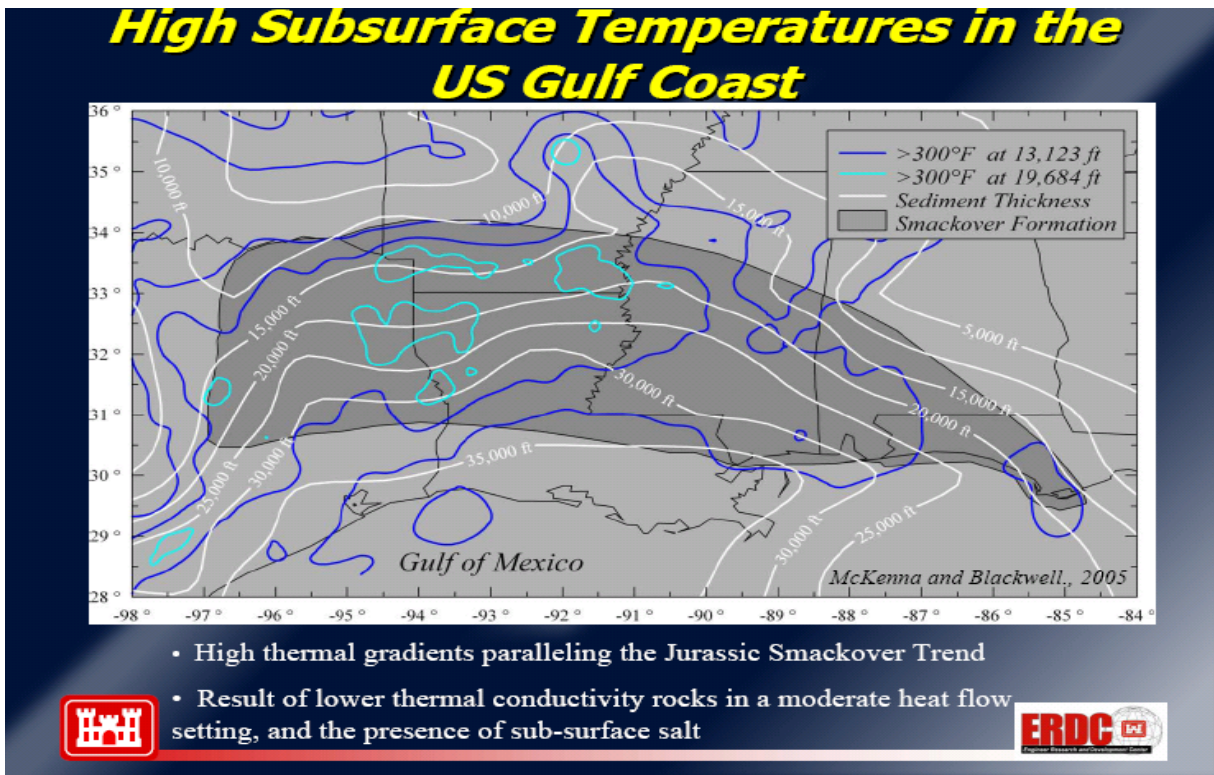 High Subsurface Temperatures in the
US Gulf Coast
36 °
35 °
34 °
33 °
32 °
31 °
30 °
29 °
28 °
-98 °
-97 °
-96 °
-95 °
-94 °
-93 °
-92 °
-91 °
-90 °
-89 °
-88 °
-87 °
-86 °
-85 °
-84 °
>300°F at 13,123 ft
>300°F at 19,684 ft
Sediment Thickness
Smackover Formation
10,000 ft
10,000 ft
15,000 ft
15,000 ft
20,000 ft
5,000 ft
30,000 ft
15,000 ft
20,000 ft
35,000 ft
30,000 ft
25,000 ft
30,000 ft
25,000 ft
Gulf of Mexico
McKenna and Blackwell., 2005
• High thermal gradients paralleling the Jurassic Smackover Trend
• Result of lower thermal conductivity rocks in a moderate heat flow
setting, and the presence of sub-surface salt
ERDC
Engineer Research and Development Center